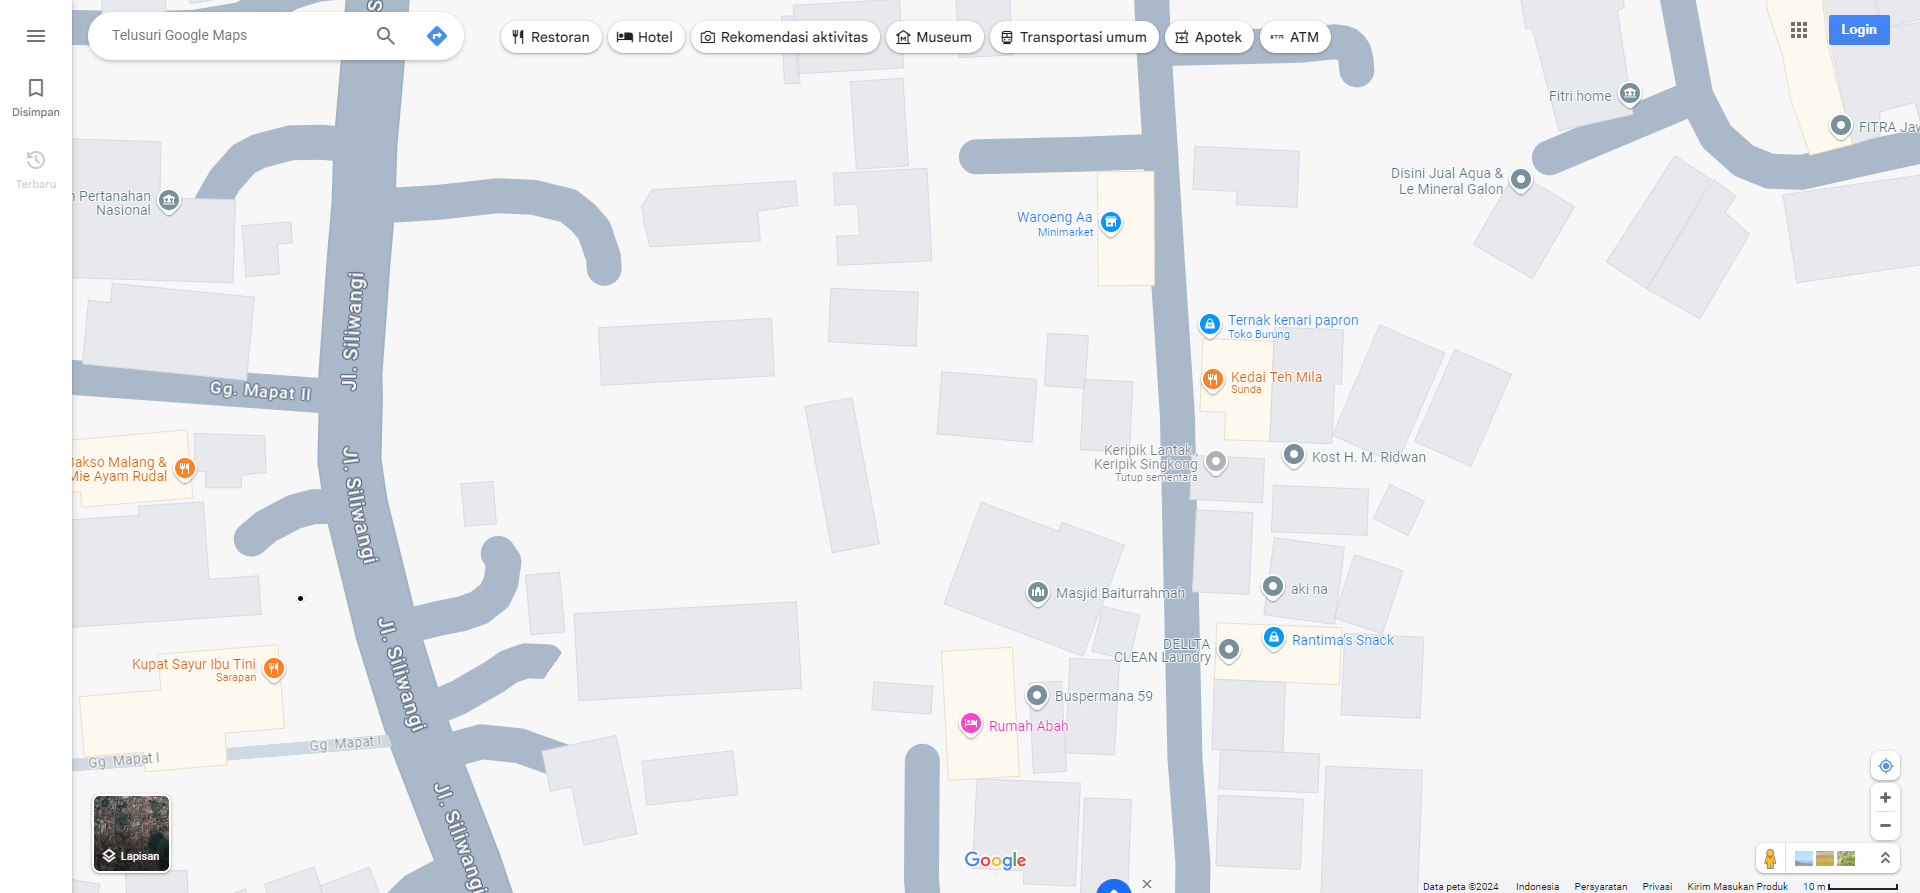 Telusuri Google Maps
Restoran
Hotel
Rekomendasi aktivitas
Museum
Transportasi umum
Apotek
ATM
Login
Disimpan
Terbaru
Fitri home
FITRA Jaw
Disini Jual Aqua &
Le Mineral Galon
n Pertanahan
Nasional
Waroeng Aa
Minimarket
Jl. Siliwangi
Ternak kenari papron
Toko Burung
Kedai Teh Mila
Sunda
Gg. Mapat II
Bakso Malang &
Mie Ayam Rudal
Jl. Siliwangi
Keripik Lantak,
Keripik Singkong
Tutup sementara
Kost H. M. Ridwan
Masjid Baiturrahmah
aki na
Jl. Siliwangi
DELLTA
CLEAN Laundry
Rantima's Snack
Kupat Sayur Ibu Tini
Sarapan
Buspermana 59
Rumah Abah
Gg. Mapat I
Gg. Mapat I
Jl. Siliwangi
Lapisan
Google
Data peta ©2024
Indonesia
Persyaratan
Privasi
Kirim Masukan Produk
10 m